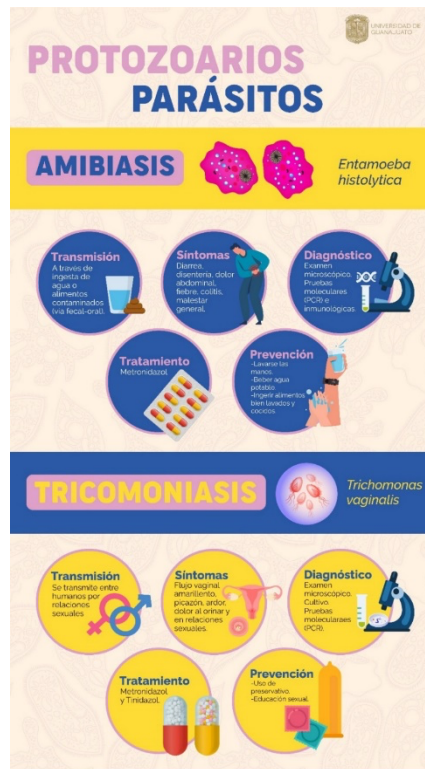 UNIVERSIDAD DE
GUANAJUATO
PROTOZOARIOS
PARÁSITOS
AMIBIASIS
Entamoeba
histolytica
Transmisión
A través de
ingesta de
agua o
alimentos
contaminados
(vía fecal-oral).
Síntomas
Diarrea,
disentería, dolor
abdominal,
fiebre, colitis,
malestar
general.
Diagnóstico
Examen
microscópico.
Pruebas
moleculares
(PCR) e
inmunológicas
Tratamiento
Metronidazol
Prevención
-Lavarse las
manos.
-Beber agua
potable
-Ingerir alimentos
bien lavados y
cocidos
TRICOMONIASIS
Trichomonas
vaginalis
Transmisión
Se transmite entre
humanos por
relaciones
sexuales
Síntomas
Flujo vaginal
amarillento,
picazón, ardor,
dolor al orinar y
en relaciones
sexuales.
Diagnóstico
Examen
microscópico.
Cultivo.
Pruebas
molecularaes
(PCR).
Tratamiento
Metronidazol
y Tinidazol.
Prevención
-Uso de
preservativo.
-Educación sexual.